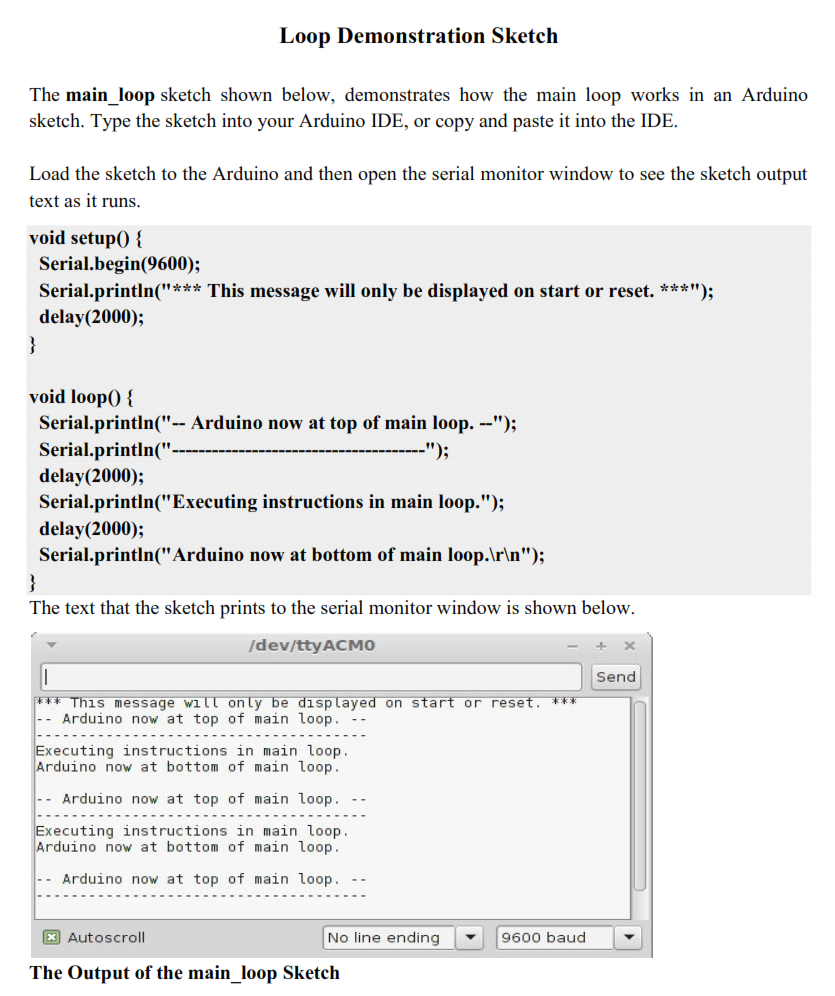 Loop Demonstration Sketch
The main_loop sketch shown below, demonstrates how the main loop works in an Arduino
sketch. Type the sketch into your Arduino IDE, or copy and paste it into the IDE.
Load the sketch to the Arduino and then open the serial monitor window to see the sketch output
text as it runs.
void setup() {
Serial.begin(9600);
Serial.println("*** This message will only be displayed on start or reset. ***");
delay(2000);
}
void loop() {
Serial.println("-- Arduino now at top of main loop. --");
Serial.println("--------------------------------------");
delay(2000);
Serial.println("Executing instructions in main loop.");
delay(2000);
Serial.println("Arduino now at bottom of main loop.\r\n");
}
The text that the sketch prints to the serial monitor window is shown below.
/dev/ttyACM0
Send
*** This message will only be displayed on start or reset. ***
-- Arduino now at top of main loop. --
--------------------------------------
Executing instructions in main loop.
Arduino now at bottom of main loop.
-- Arduino now at top of main loop. --
--------------------------------------
Executing instructions in main loop.
Arduino now at bottom of main loop.
-- Arduino now at top of main loop. --
--------------------------------------
Autoscroll No line ending 9600 baud
The Output of the main_loop Sketch